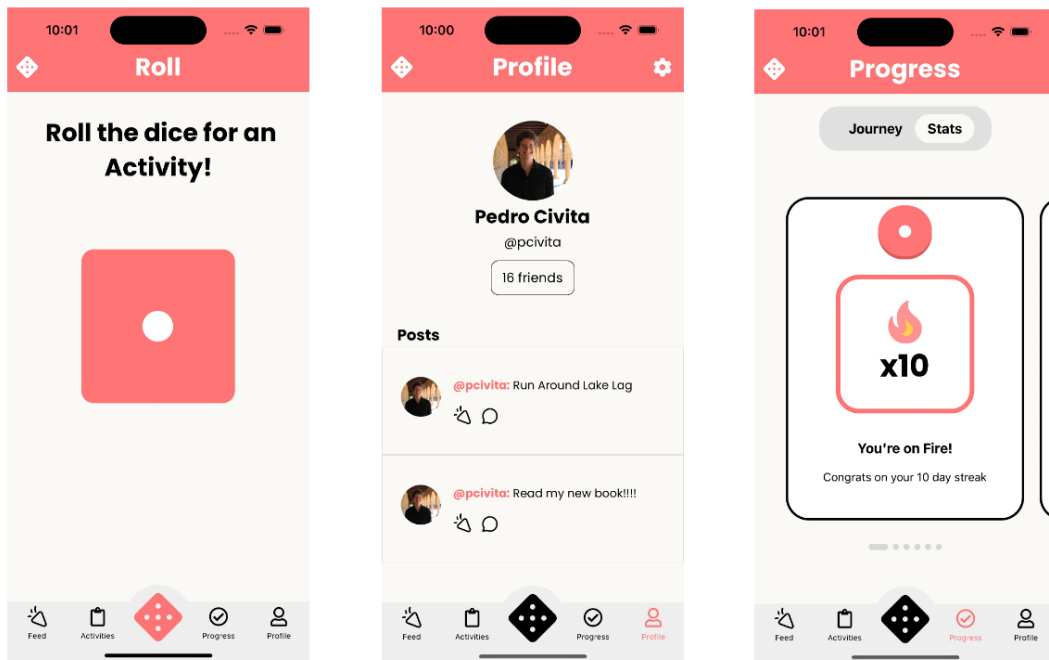 10:01
Roll
Roll the dice for an
Activity!
Feed
Activities
Progress
Profile
10:00
Profile
Pedro Civita
@pcivita
16 friends
Posts
@pcivita: Run Around Lake Lag
@pcivita: Read my new book!!!!
Feed
Activities
Progress
Profile
10:01
Progress
Journey Stats
x10
You're on Fire!
Congrats on your 10 day streak
Feed
Activities
Progress
Profile